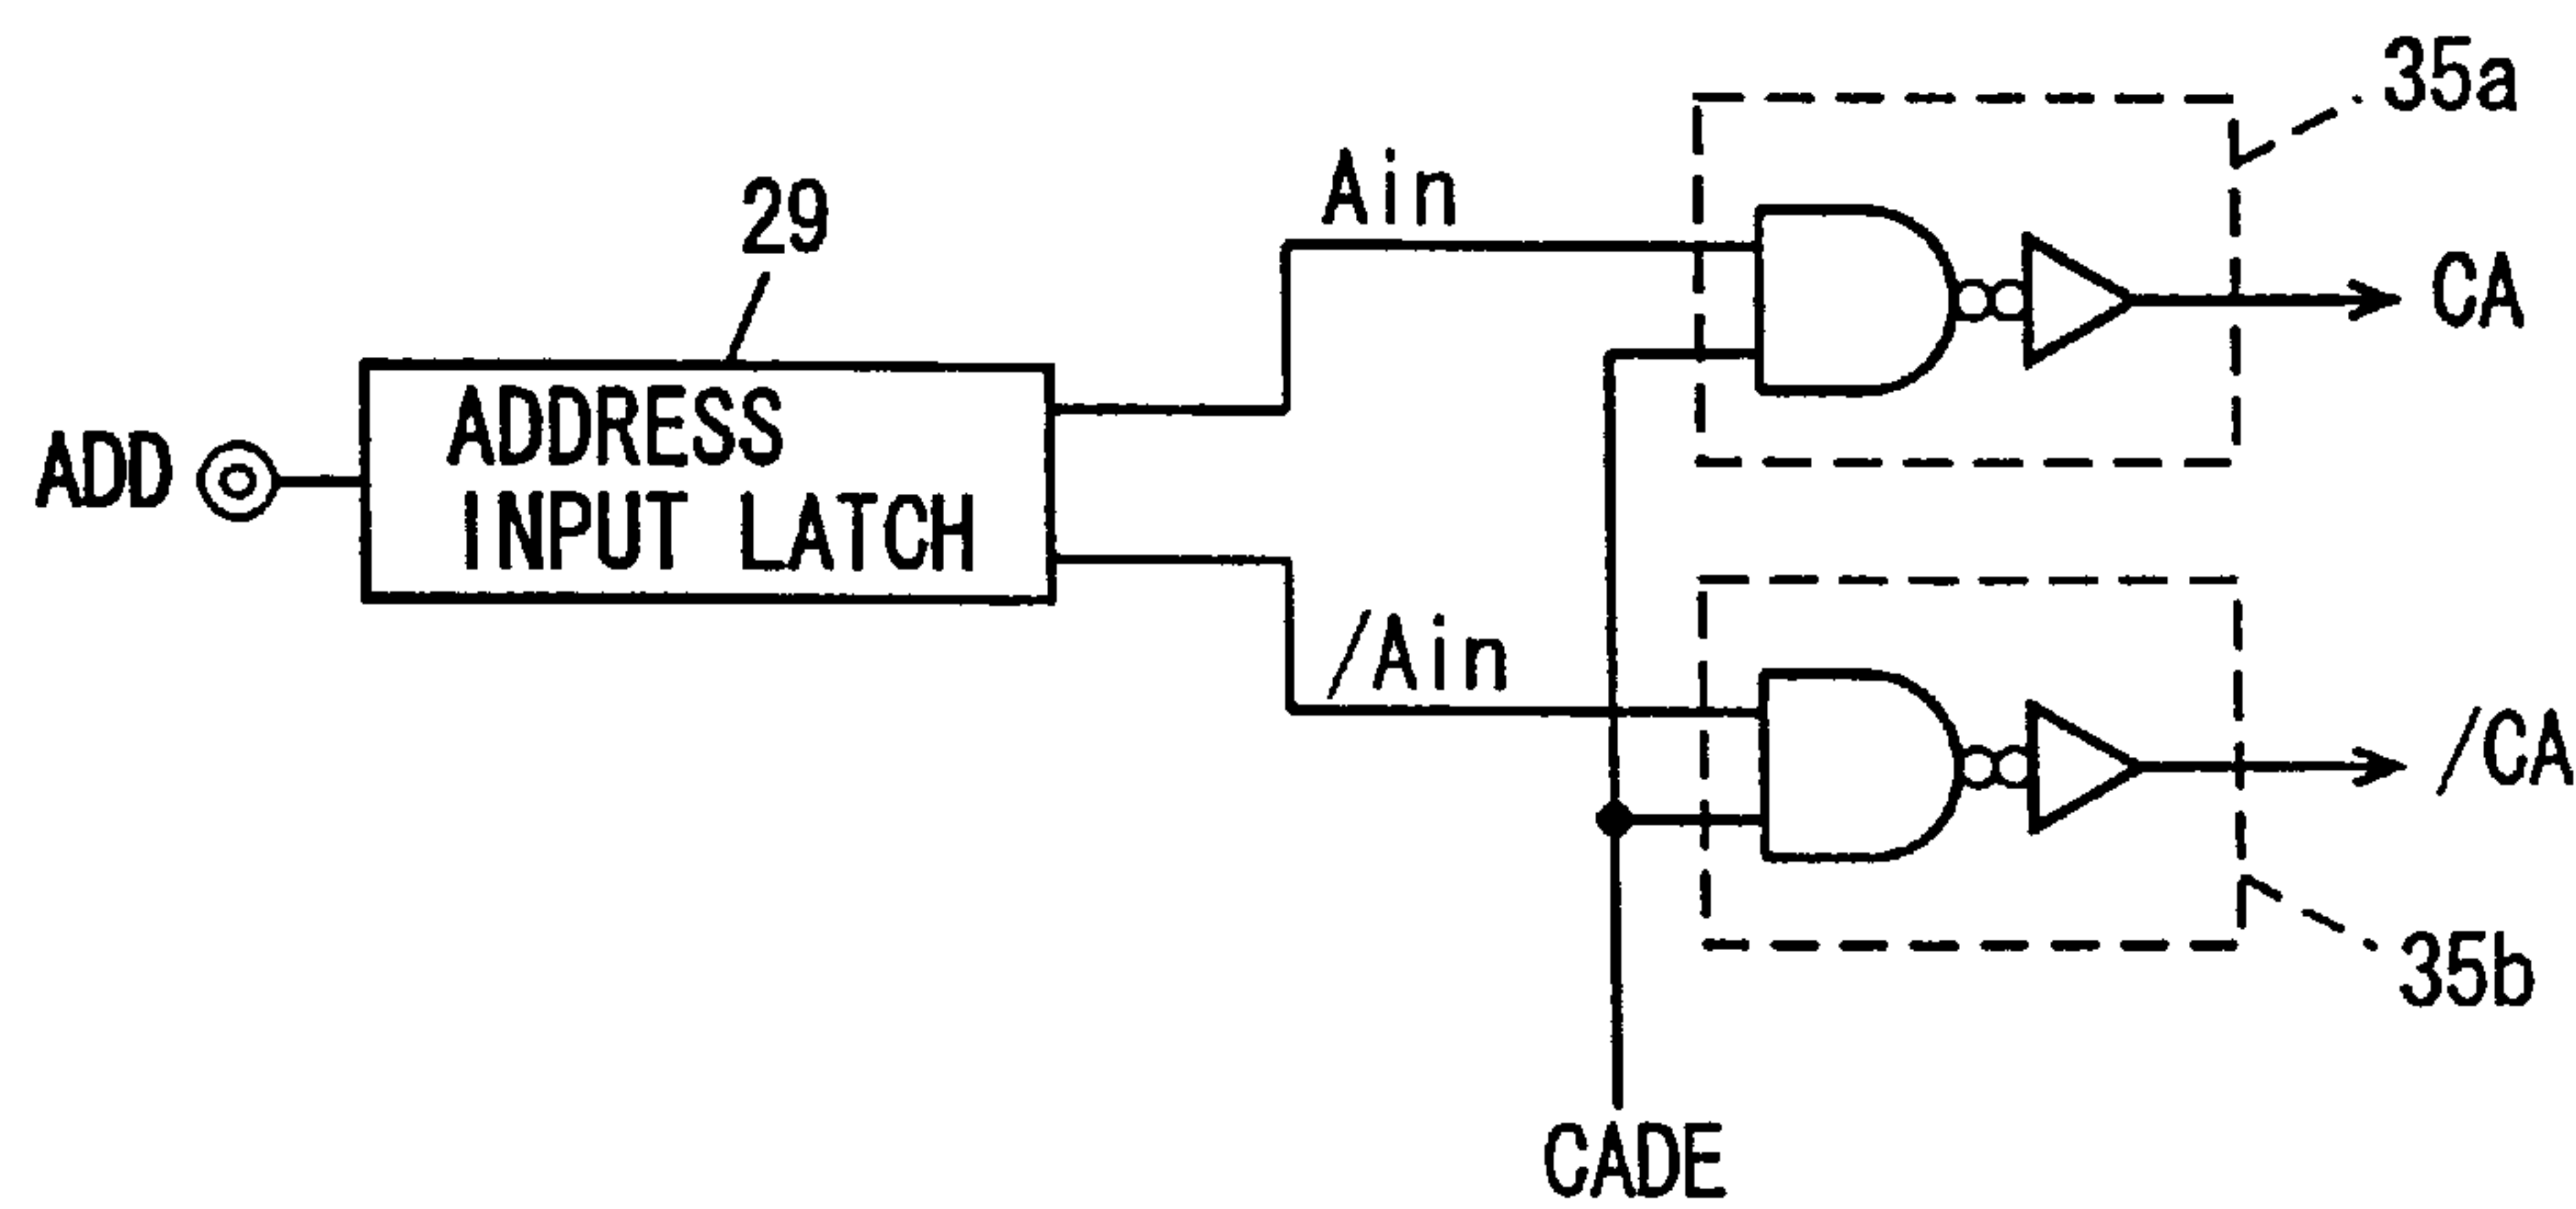 35a
29
Ain
CA
ADDRESS
INPUT LATCH
ADD
/Ain
/CA
35b
CADE